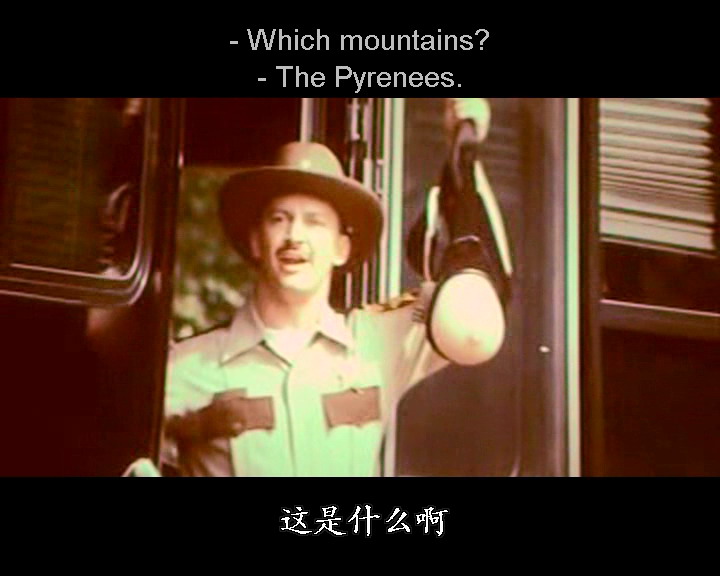 - Which mountains?
- The Pyrenees.
这是什么啊